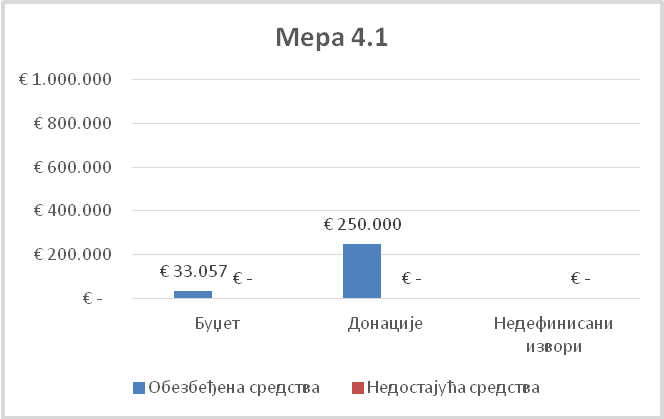 Мера 4.1
€ 1.000.000
€ 800.000
€ 600.000
€ 400.000
€ 200.000
€ -
€ 33.057
€ -
€ 250.000
€ -
€ -
Буџет
Донације
Недефинисани
извори
Обезбеђена средства
Недостајућа средства